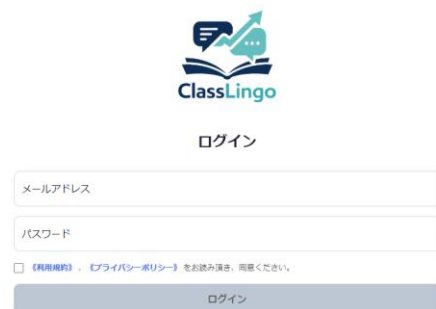 ClassLingo
ログイン
メールアドレス
パスワード
《利用規約》、《プライバシーポリシー》をお読み頂き、同意ください。
ログイン